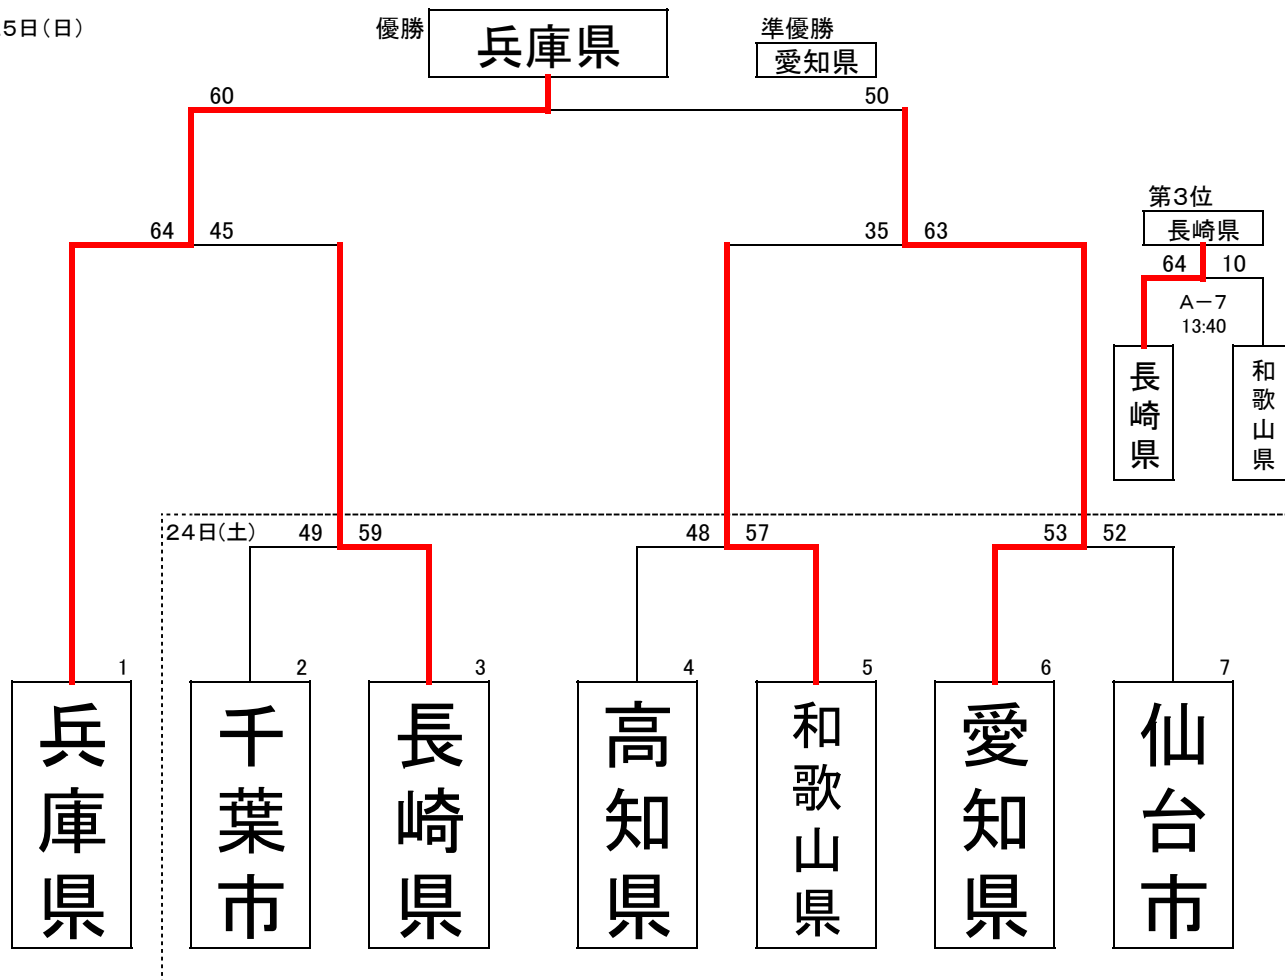 5日(日)
優勝
兵庫県
準優勝
愛知県
60
50
第3位
長崎県
64
10
A-7
13:40
長崎県
和歌山県
64
45
35
63
24日(土)
49
59
48
57
53
52
1
2
3
4
5
6
7
兵庫県
千葉市
長崎県
高知県
和歌山県
愛知県
仙台市